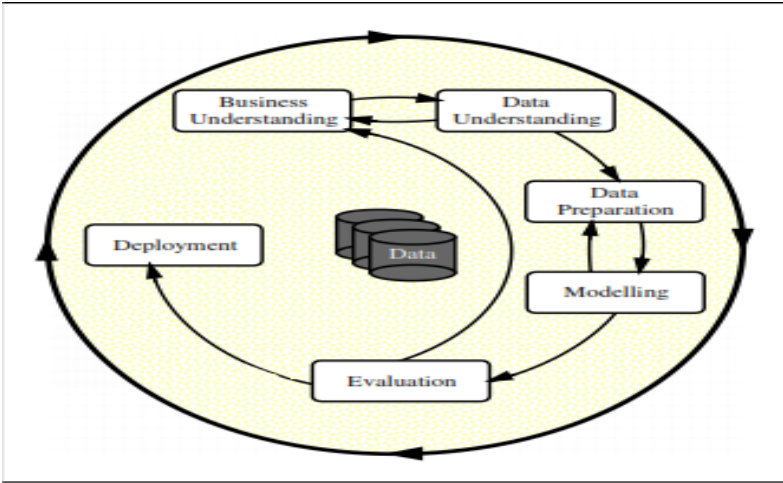 Business
Understanding
Data
Understanding
Data
Preparation
Deployment
Data
Modelling
Evaluation